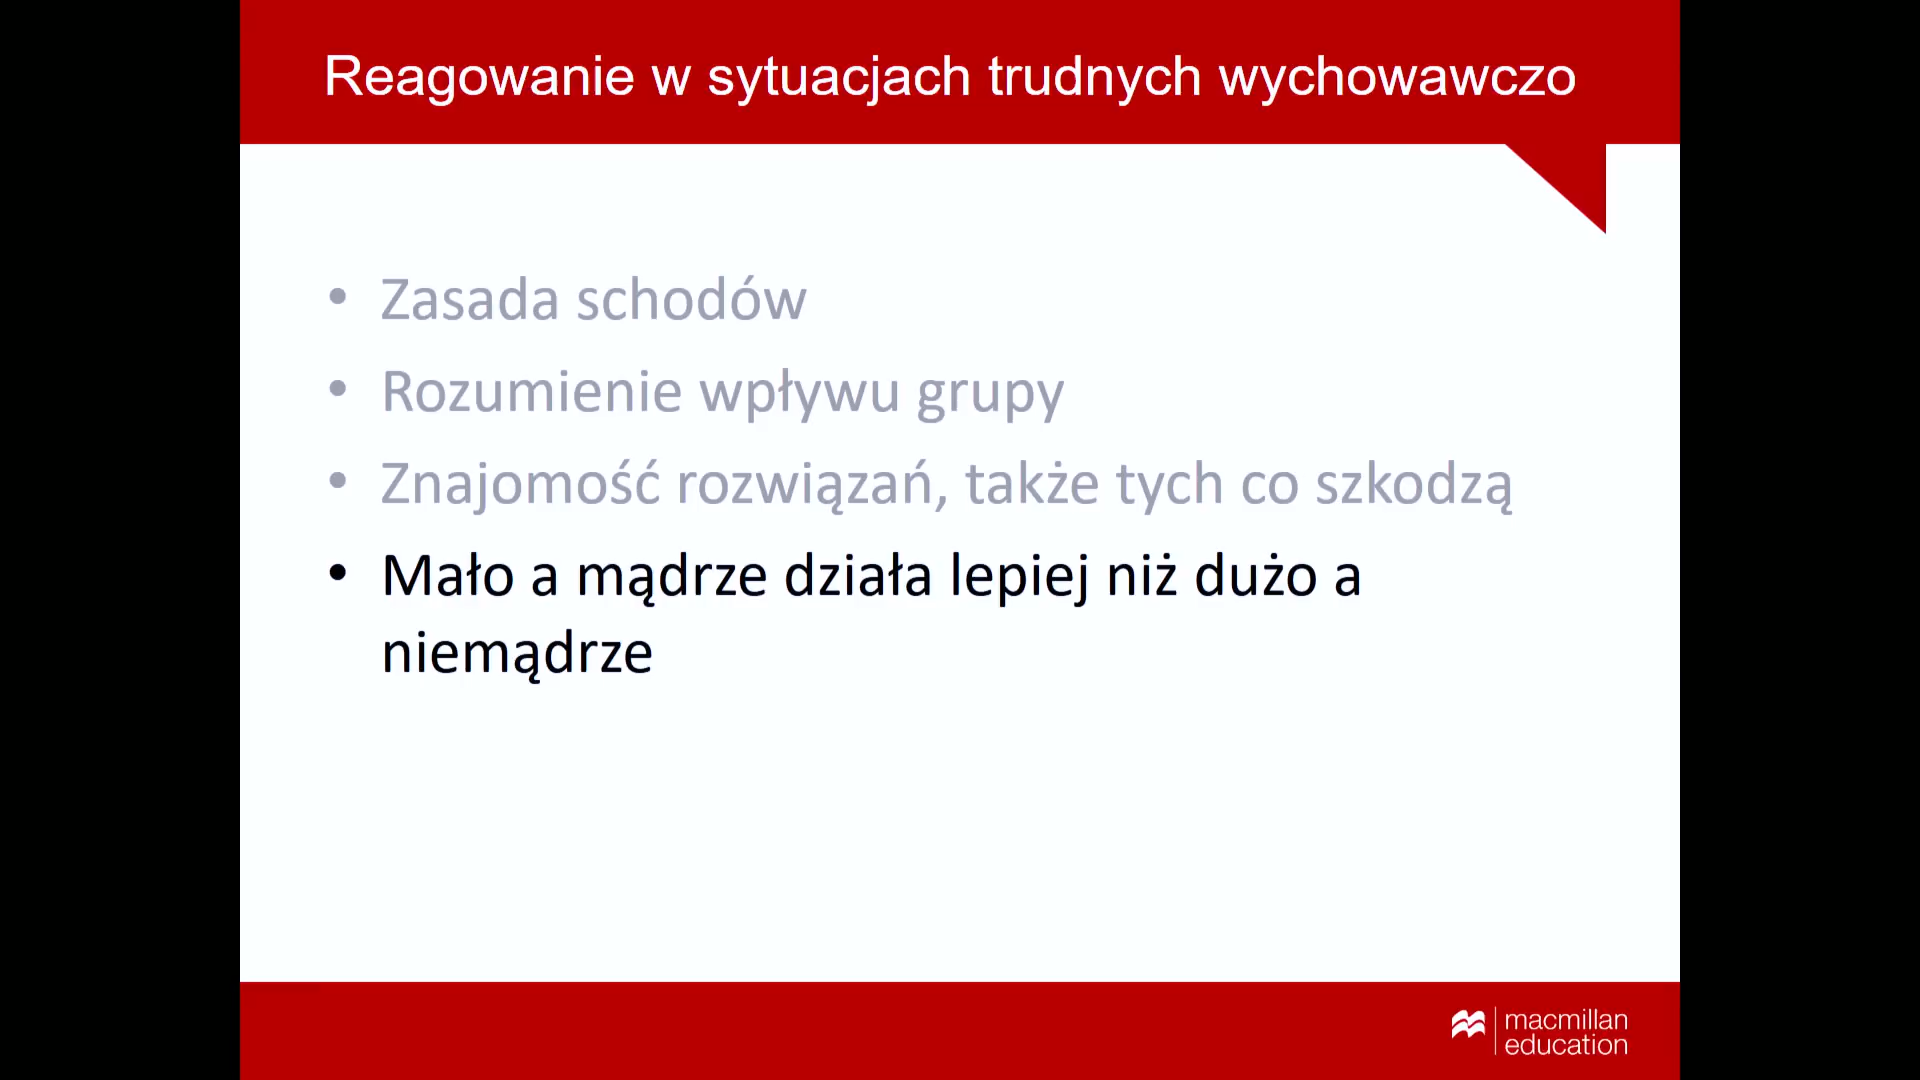 Reagowanie w sytuacjach trudnych wychowawczo
• Zasada schodów
• Rozumienie wpływu grupy
• Znajomość rozwiązań, także tych co szkodzą
• Mało a mądrze działa lepiej niż dużo a
niemądrze
macmillan
education